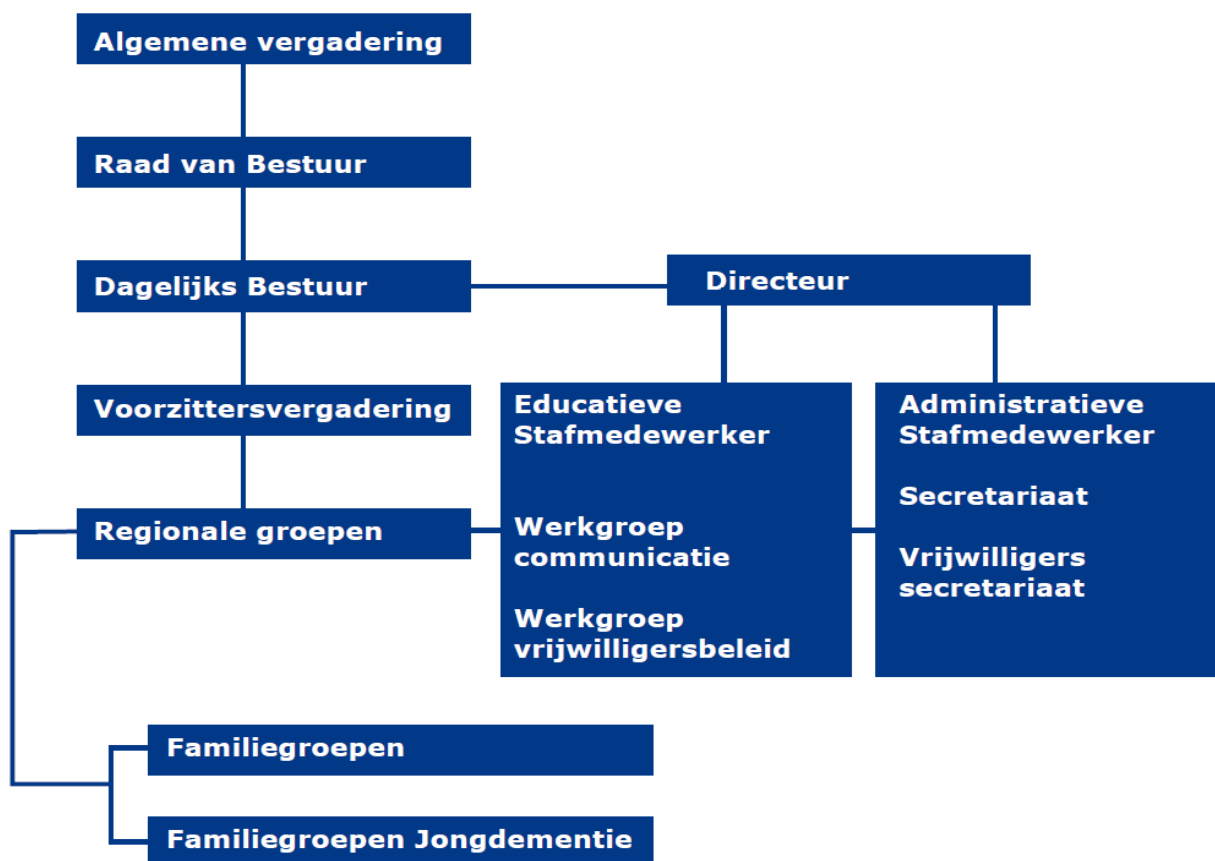 Algemene vergadering
Raad van Bestuur
Dagelijks Bestuur
Directeur
Voorzittersvergadering
Educatieve
Stafmedewerker
Werkgroep
communicatie
Werkgroep
vrijwilligersbeleid
Administratieve
Stafmedewerker
Secretariaat
Vrijwilligers
secretariaat
Regionale groepen
Familiegroepen
Familiegroepen Jongdementie